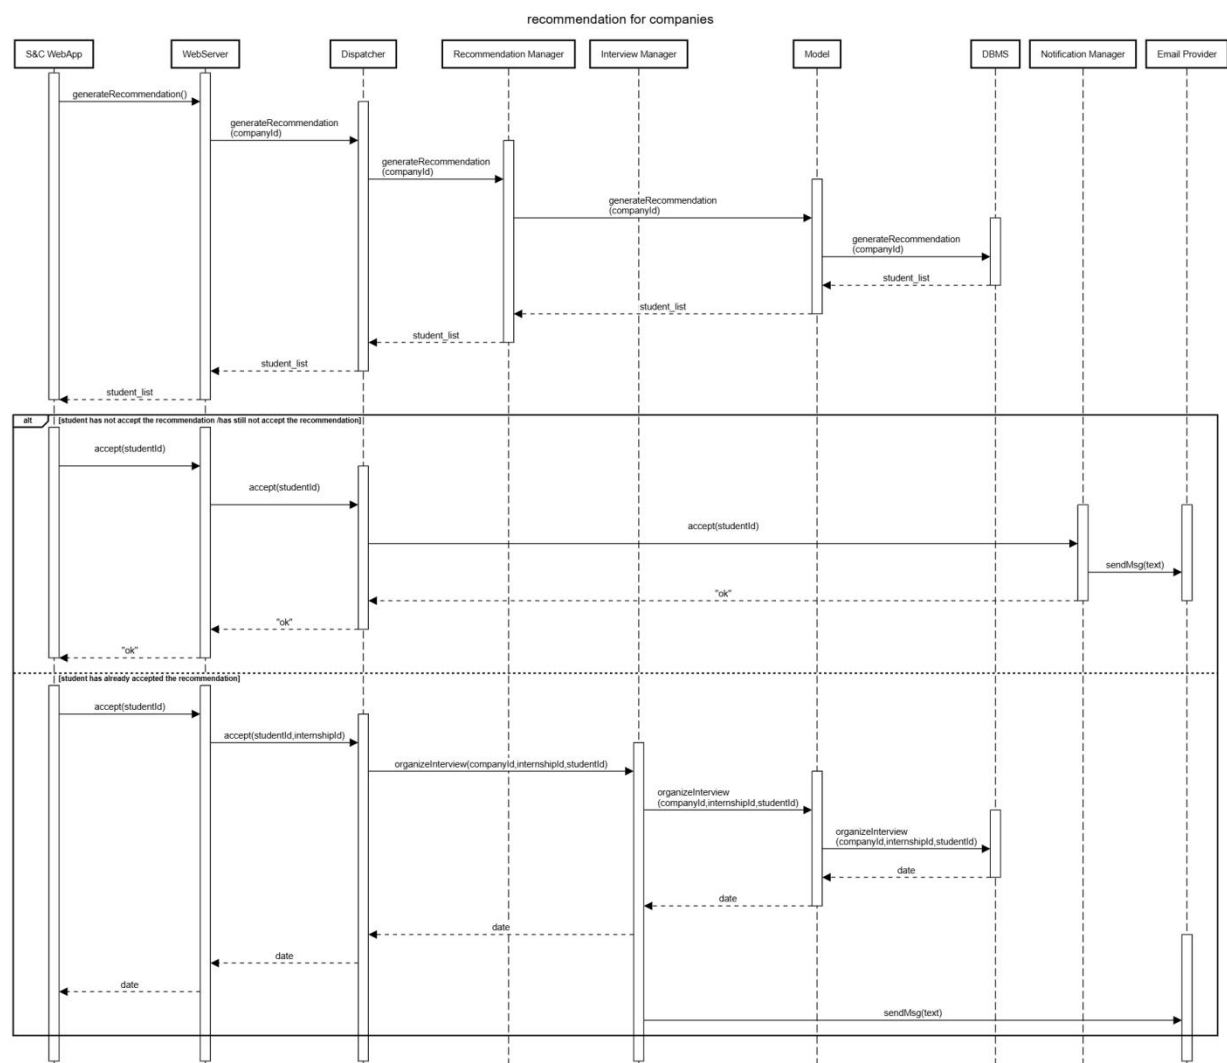 recommendation for companies
S&C WebApp
WebServer
Dispatcher
Recommendation Manager
Interview Manager
Model
DBMS
Notification Manager
Email Provider
generateRecommendation()
generateRecommendation
(companyId)
generateRecommendation
(companyId)
generateRecommendation
(companyId)
generateRecommendation
(companyId)
student_list
student_list
student_list
student_list
student_list
alt
[student has not accept the recommendation /has still not accept the recommendation]
accept(studentId)
accept(studentId)
accept(studentId)
sendMsg(text)
"ok"
"ok"
"ok"
[student has already accepted the recommendation]
accept(studentId)
accept(studentId,internshipId)
organizeInterview(companyId,internshipId,studentId)
organizeInterview
(companyId,internshipId,studentId)
organizeInterview
(companyId,internshipId,studentId)
date
date
date
date
date
sendMsg(text)